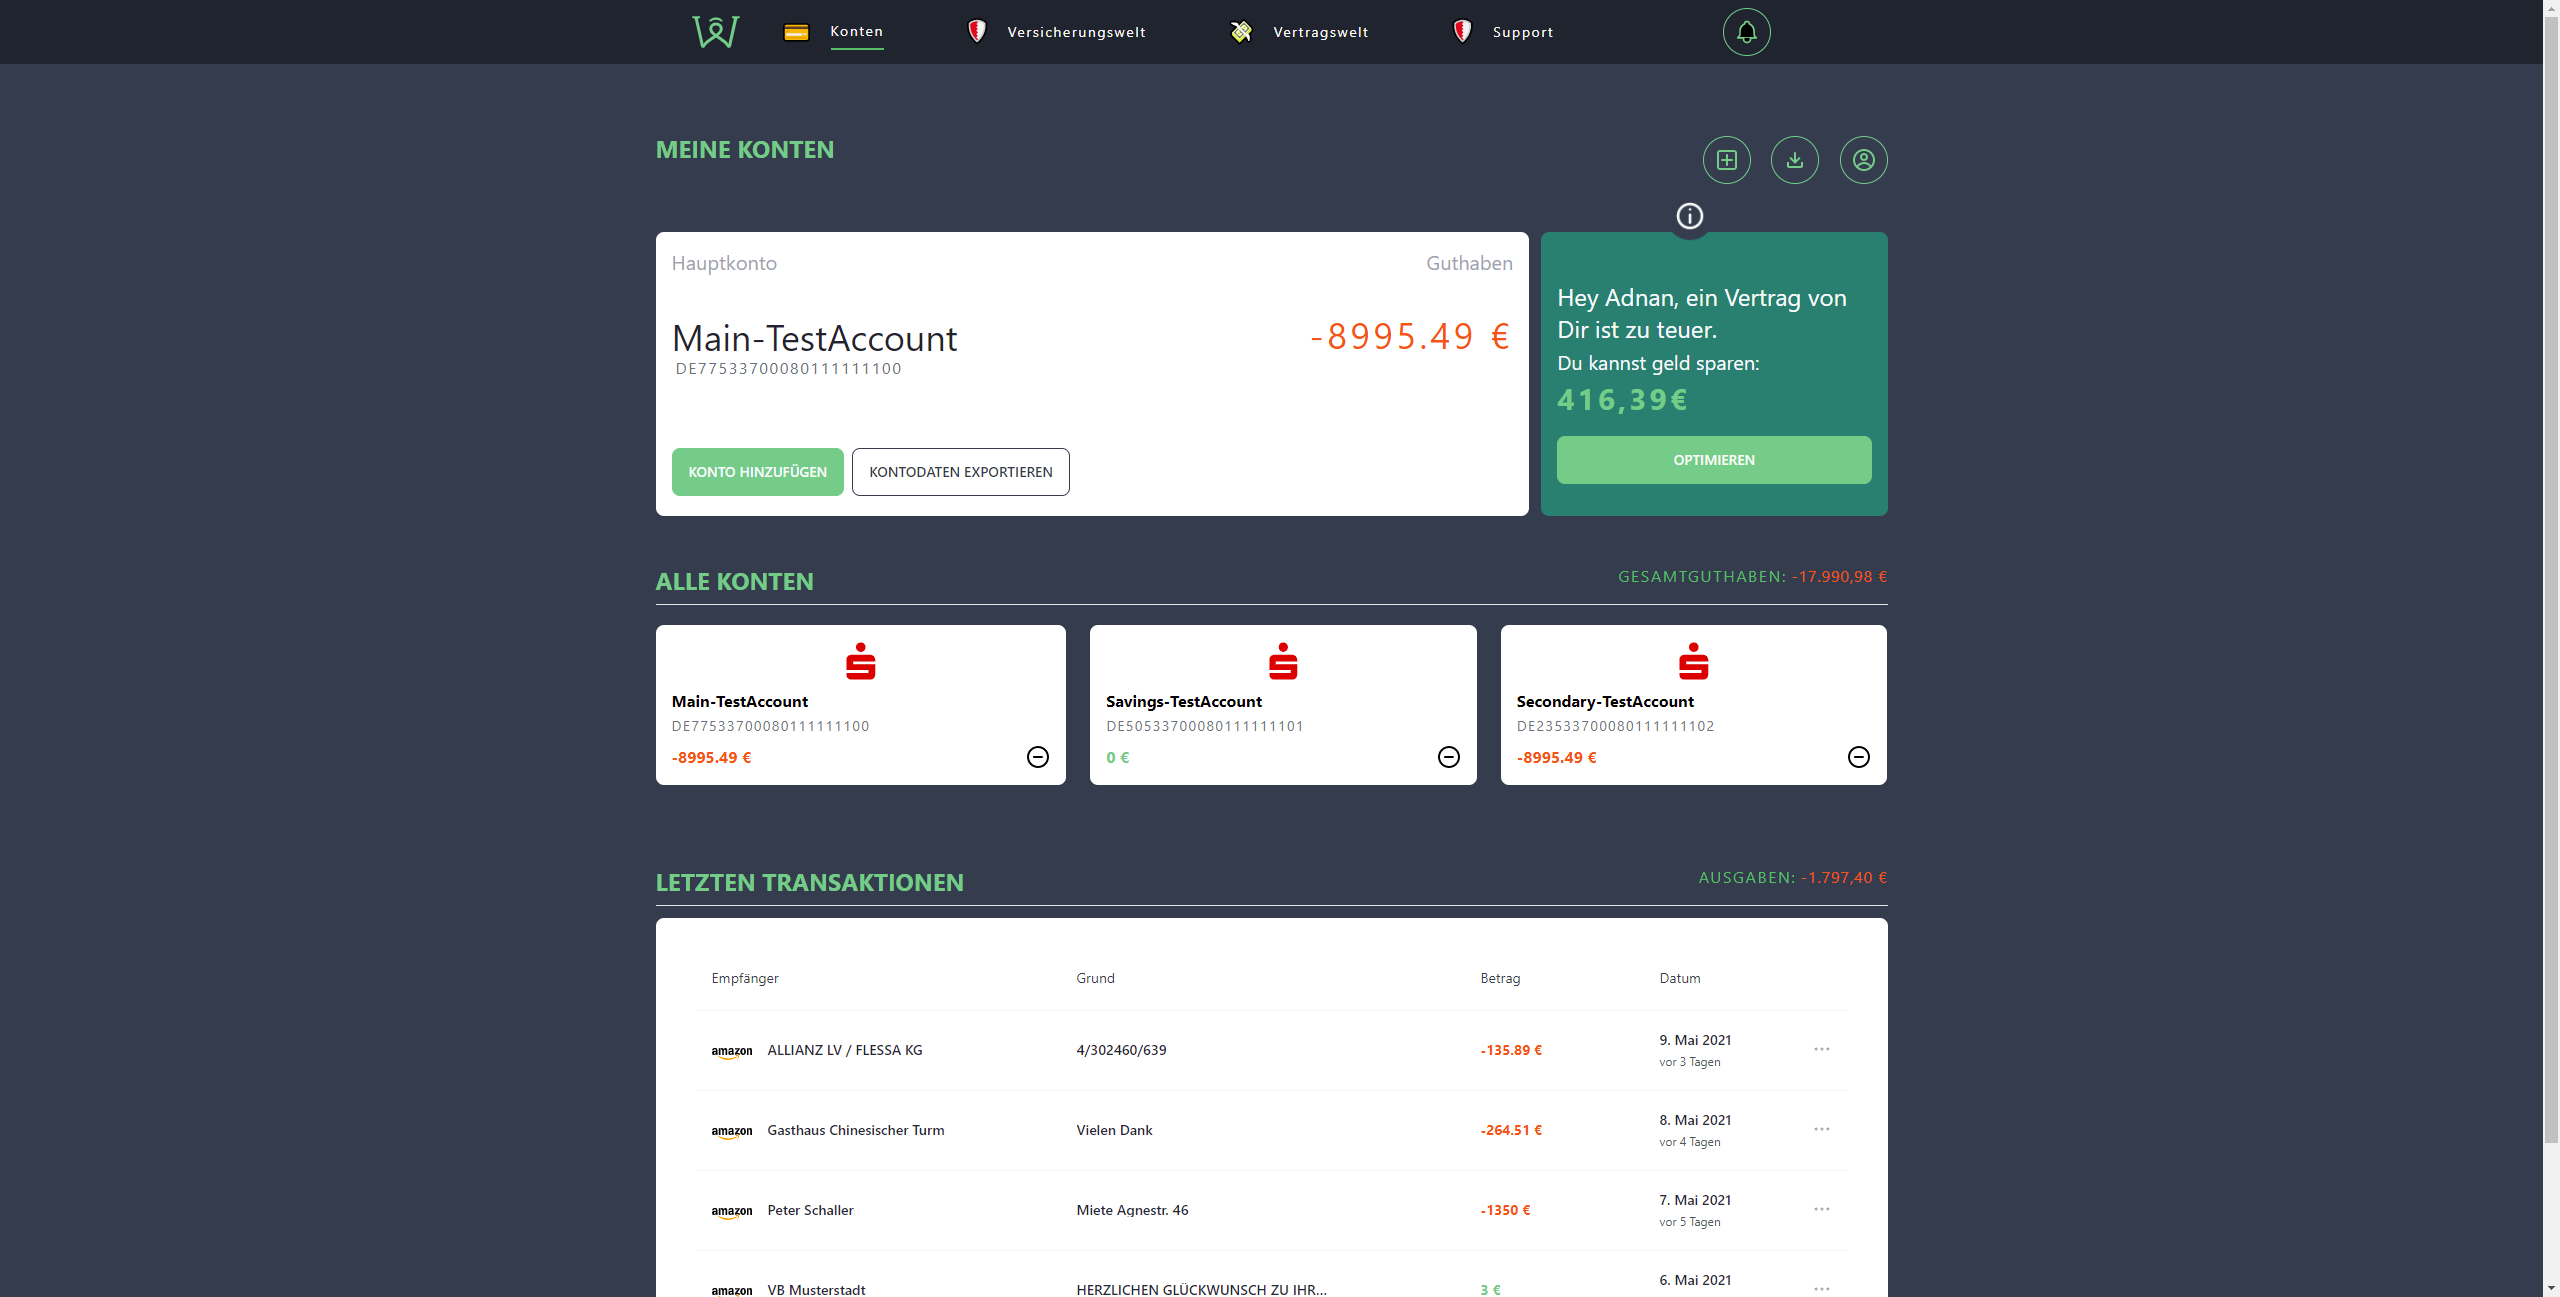 Konten
Versicherungswelt
Vertragswelt
Support
MEINE KONTEN
Hauptkonto
Guthaben
Main-TestAccount
-8995.49 €
DE77533700080111111100
KONTO HINZUFÜGEN
KONTODATEN EXPORTIEREN
Hey Adnan, ein Vertrag von
Dir ist zu teuer.
Du kannst geld sparen:
416,39€
OPTIMIEREN
ALLE KONTEN
GESAMTGUTHABEN: -17.990,98 €
Main-TestAccount
DE77533700080111111100
-8995.49 €
Savings-TestAccount
DE50533700080111111101
0 €
Secondary-TestAccount
DE23533700080111111102
-8995.49 €
LETZTEN TRANSAKTIONEN
AUSGABEN: -1.797,40 €
Empfänger Grund Betrag Datum
amazon ALLIANZ LV / FLESSA KG 4/302460/639 -135.89 € 9. Mai 2021
vor 3 Tagen
amazon Gasthaus Chinesischer Turm Vielen Dank -264.51 € 8. Mai 2021
vor 4 Tagen
amazon Peter Schaller Miete Agnestr. 46 -1350 € 7. Mai 2021
vor 5 Tagen
amazon VB Musterstadt HERZLICHEN GLÜCKWUNSCH ZU IHR... 3 € 6. Mai 2021